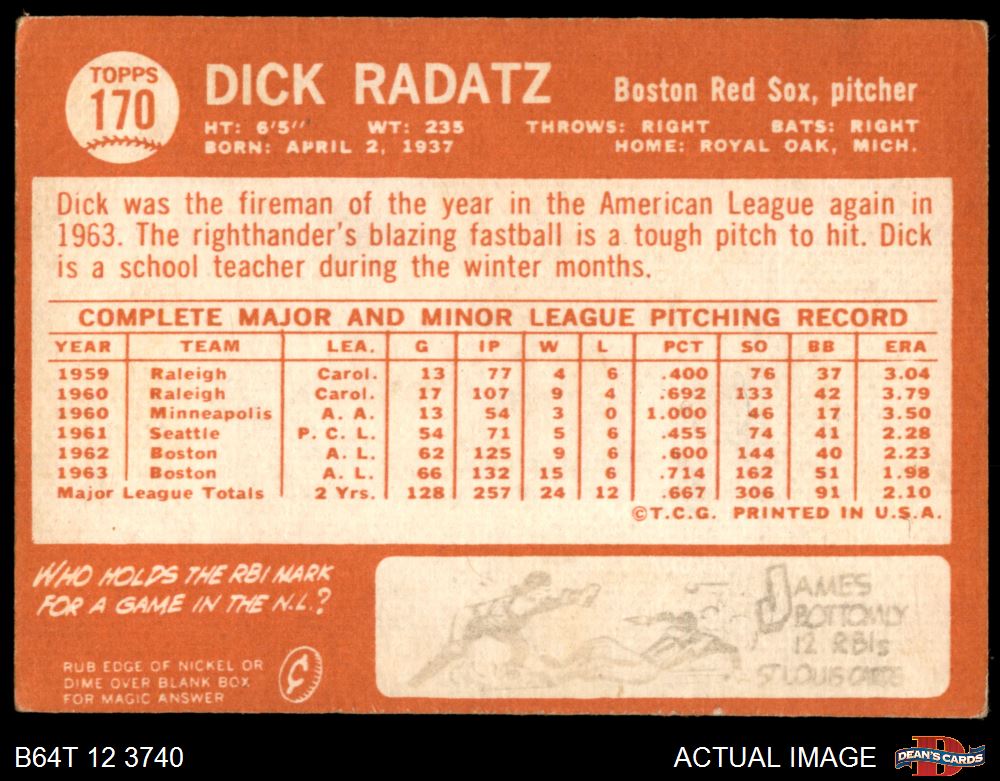 TOPPS
170
DICK RADATZ
Boston Red Sox, pitcher
HT: 6'5" WT: 235 THROWS: RIGHT BATS: RIGHT
BORN: APRIL 2, 1937 HOME: ROYAL OAK, MICH.
Dick was the fireman of the year in the American League again in
1963. The righthander's blazing fastball is a tough pitch to hit. Dick
is a school teacher during the winter months.
COMPLETE MAJOR AND MINOR LEAGUE PITCHING RECORD
YEAR TEAM LEA. G IP W L PCT SO BB ERA
1959 Raleigh Carol. 13 77 4 6 .400 76 37 3.04
1960 Raleigh Carol. 17 107 9 4 .692 133 42 3.79
1960 Minneapolis A. A. 13 54 3 0 1.000 46 17 3.50
1961 Seattle P. C. L. 54 71 5 6 .455 74 41 2.28
1962 Boston A. L. 62 125 9 6 .600 144 40 2.23
1963 Boston A. L. 66 132 15 6 .714 162 51 1.98
Major League Totals 2 Yrs. 128 257 24 12 .667 306 91 2.10
©T.C.G. PRINTED IN U.S.A.
WHO HOLDS THE RBI MARK
FOR A GAME IN THE N.L.?
RUB EDGE OF NICKEL OR
DIME OVER BLANK BOX
FOR MAGIC ANSWER
JAMES
BOTTOMLY
12 RBIs
ST LOUIS CARDS
B64T 12 3740
ACTUAL IMAGE
D
DEAN'S CARDS